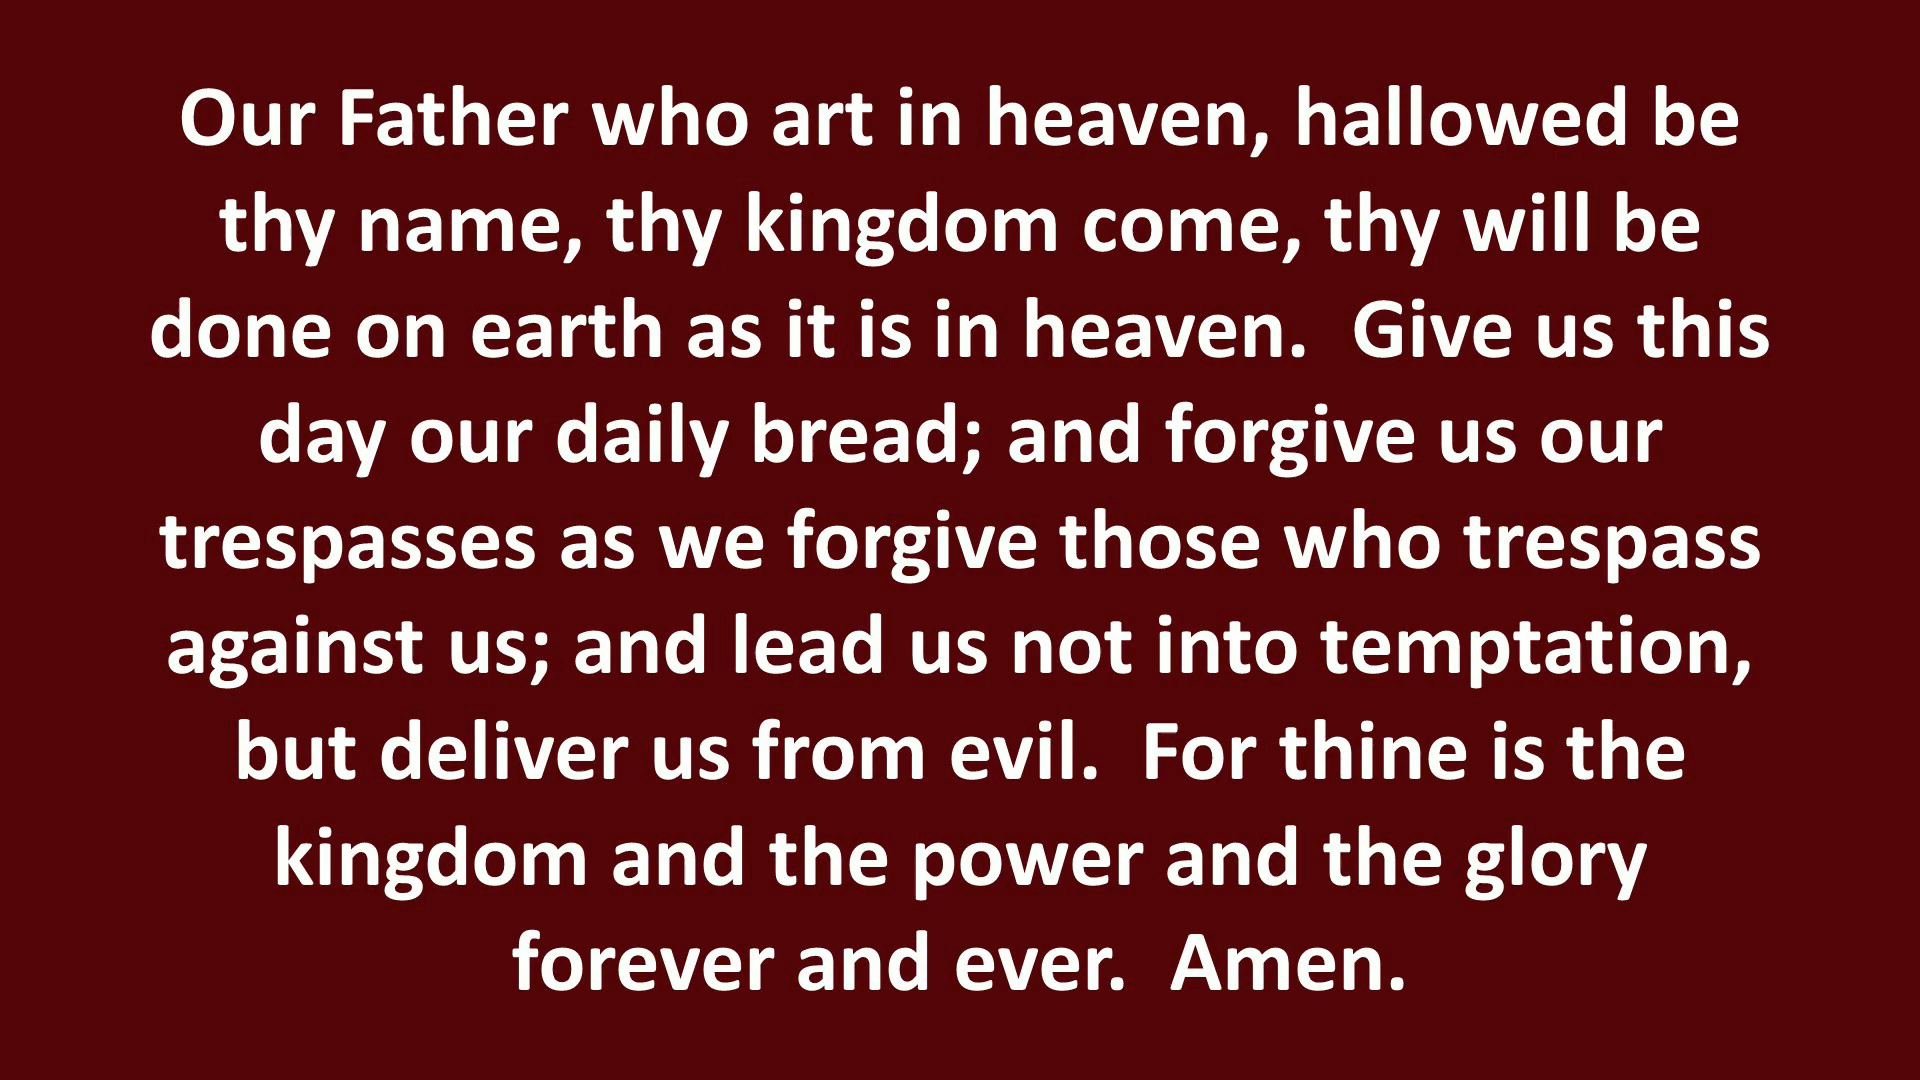 Our Father who art in heaven, hallowed be
thy name, thy kingdom come, thy will be
done on earth as it is in heaven.  Give us this
day our daily bread; and forgive us our
trespasses as we forgive those who trespass
against us; and lead us not into temptation,
but deliver us from evil.  For thine is the
kingdom and the power and the glory
forever and ever.  Amen.